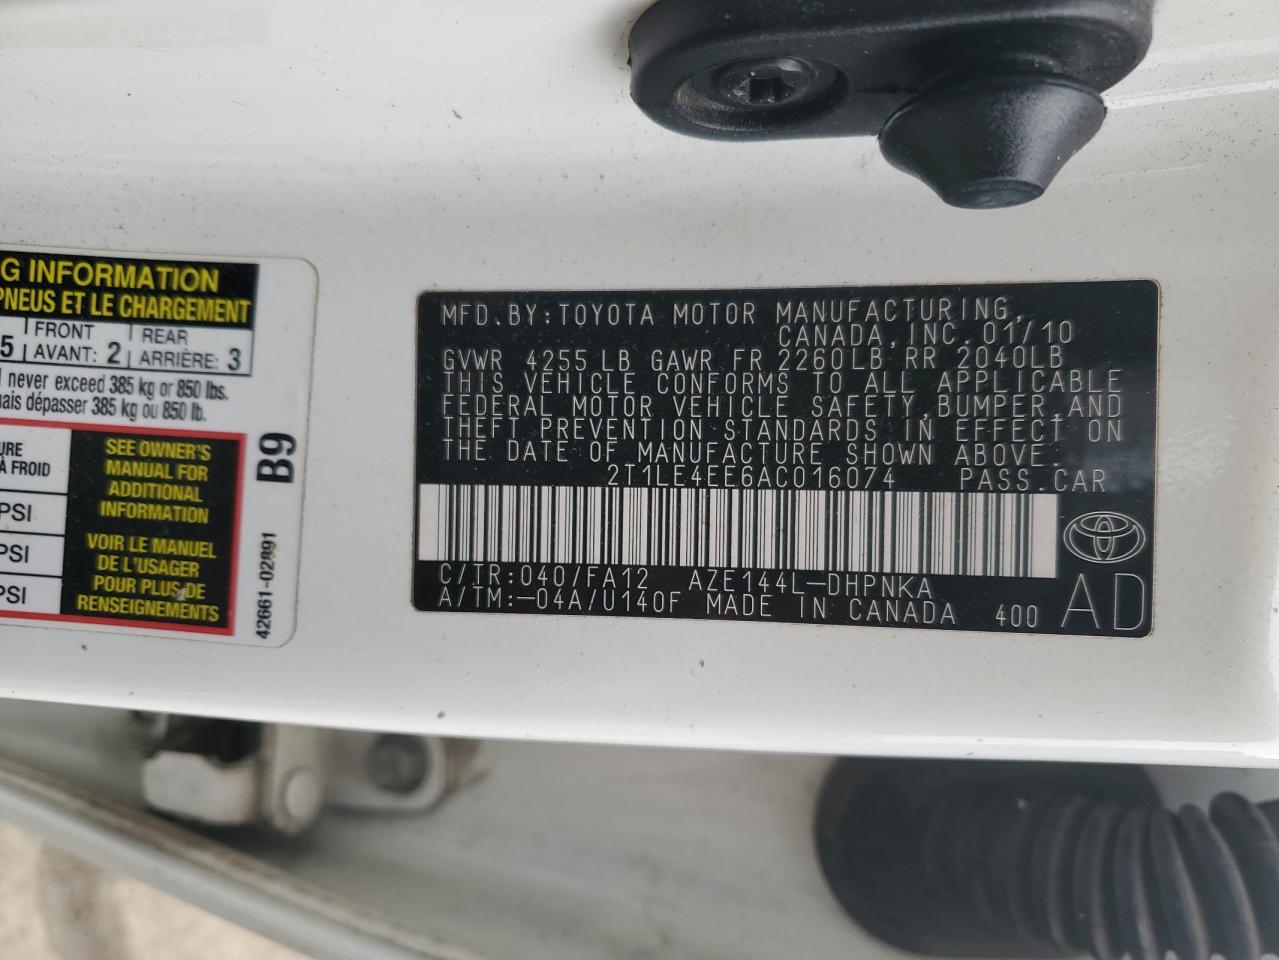 G INFORMATION
PNEUS ET LE CHARGEMENT
5 FRONT AVANT: 2 REAR ARRIÈRE: 3
never exceed 385 kg or 850 lbs.
mais dépasser 385 kg ou 850 lb.
URE
À FROID
PSI
PSI
PSI
SEE OWNER'S
MANUAL FOR
ADDITIONAL
INFORMATION
VOIR LE MANUEL
DE L'USAGER
POUR PLUS DE
RENSEIGNEMENTS
B9
42661-02891
MFD.BY:TOYOTA MOTOR MANUFACTURING,
CANADA,INC.01/10
GVWR 4255LB GAWR FR 2260LB RR 2040LB
THIS VEHICLE CONFORMS TO ALL APPLICABLE
FEDERAL MOTOR VEHICLE SAFETY,BUMPER,AND
THEFT PREVENTION STANDARDS IN EFFECT ON
THE DATE OF MANUFACTURE SHOWN ABOVE.
2T1LE4EE6AC016074 PASS.CAR
C/TR:040/FA12 AZE144L-DHPNKA
A/TM:-04A/U140F MADE IN CANADA 400
AD